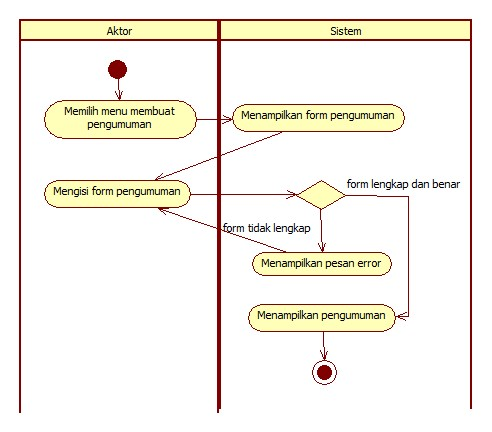 Aktor
Sistem
Memilih menu membuat
pengumuman
Menampilkan form pengumuman
Mengisi form pengumuman
form lengkap dan benar
form tidak lengkap
Menampilkan pesan error
Menampilkan pengumuman